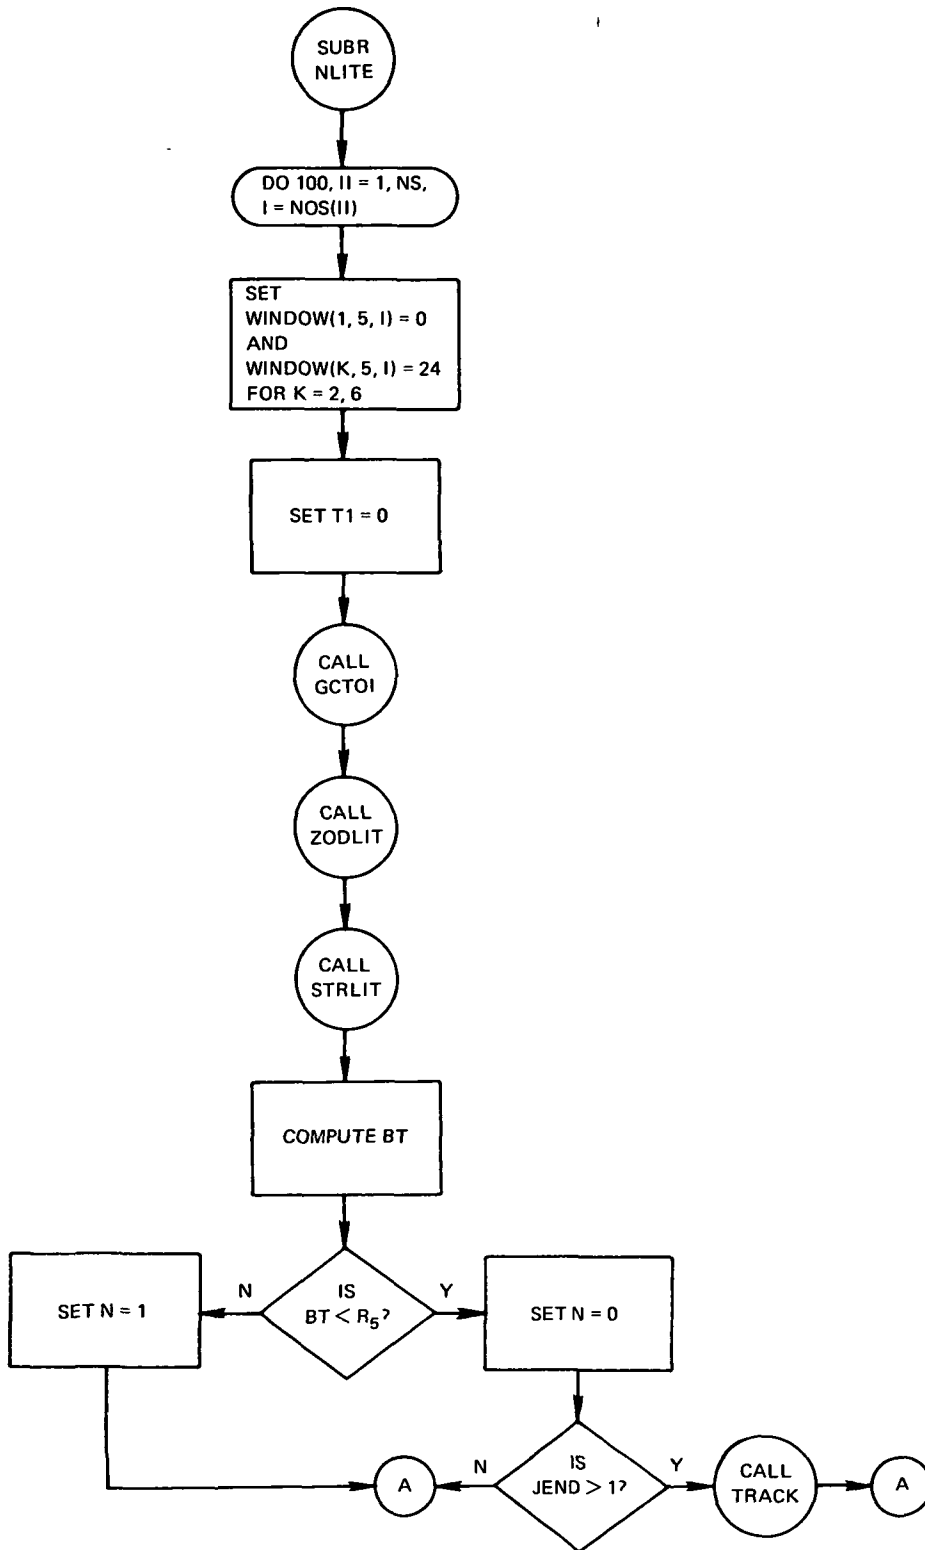 SUBR
NLITE
DO 100, II = 1, NS,
I = NOS(II)
SET
WINDOW(1, 5, I) = 0
AND
WINDOW(K, 5, I) = 24
FOR K = 2, 6
SET T1 = 0
CALL
GCTOI
CALL
ZODLIT
CALL
STRLIT
COMPUTE BT
N
IS
BT < R5?
Y
SET N = 1
SET N = 0
A
N
IS
JEND > 1?
Y
CALL
TRACK
A